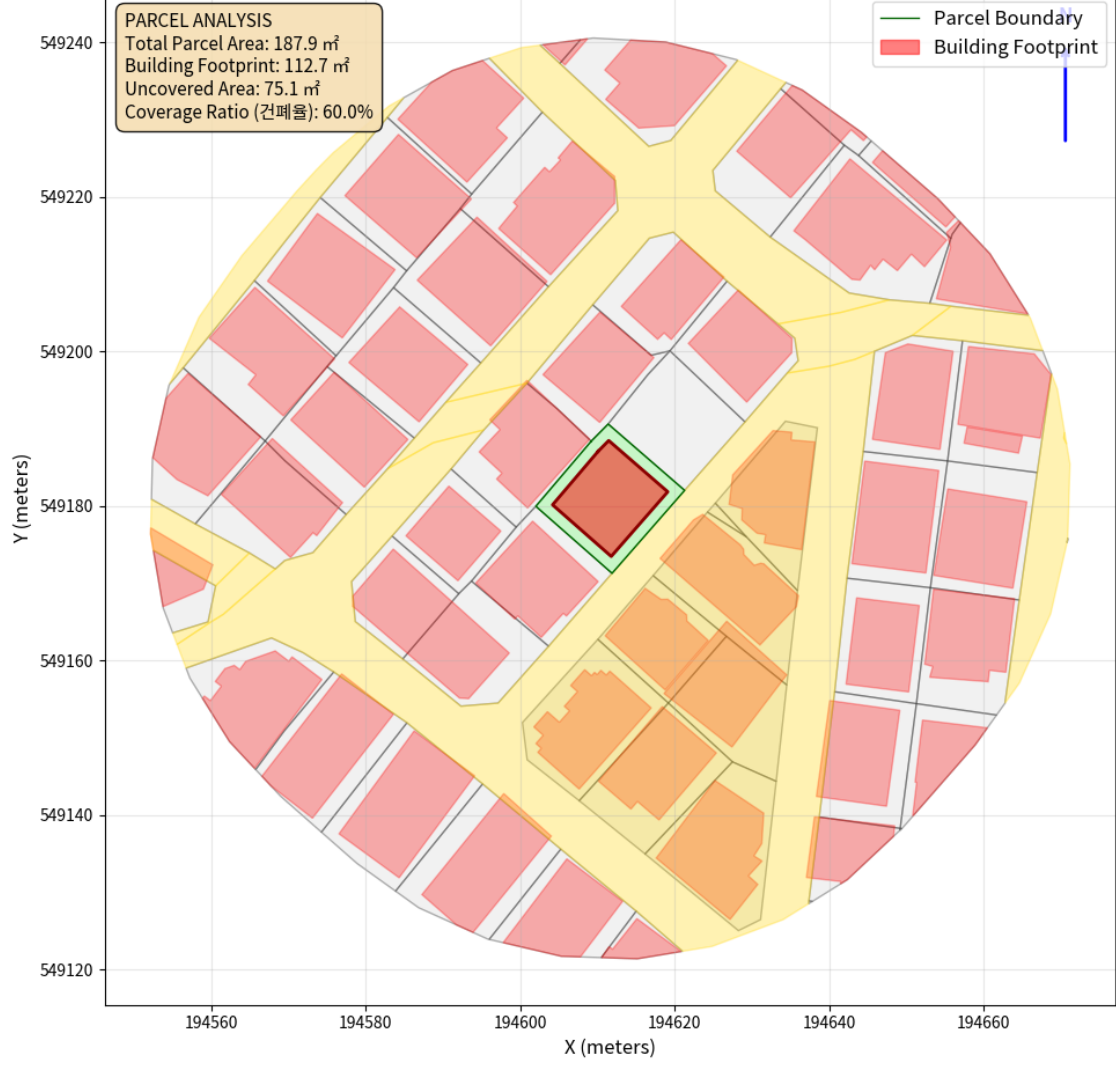 PARCEL ANALYSIS
Total Parcel Area: 187.9 ㎡
Building Footprint: 112.7 ㎡
Uncovered Area: 75.1 ㎡
Coverage Ratio (건폐율): 60.0%
N
Parcel Boundary
Building Footprint
549240
549220
549200
549180
549160
549140
549120
Y (meters)
194560 194580 194600 194620 194640 194660
X (meters)